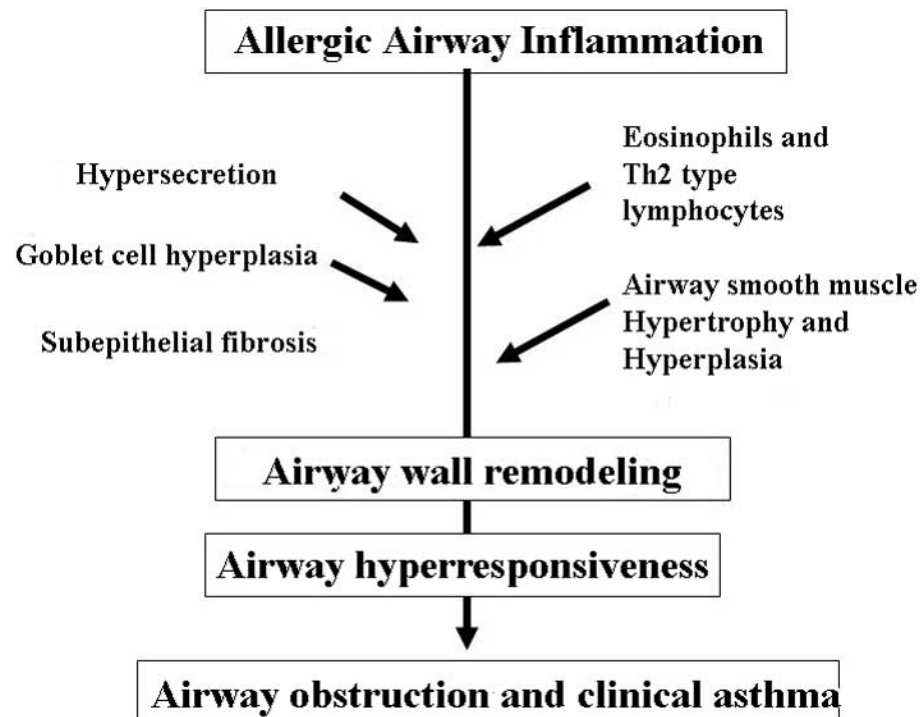 Allergic Airway Inflammation
Hypersecretion
Goblet cell hyperplasia
Subepithelial fibrosis
Eosinophils and
Th2 type
lymphocytes
Airway smooth muscle
Hypertrophy and
Hyperplasia
Airway wall remodeling
Airway hyperresponsiveness
Airway obstruction and clinical asthma